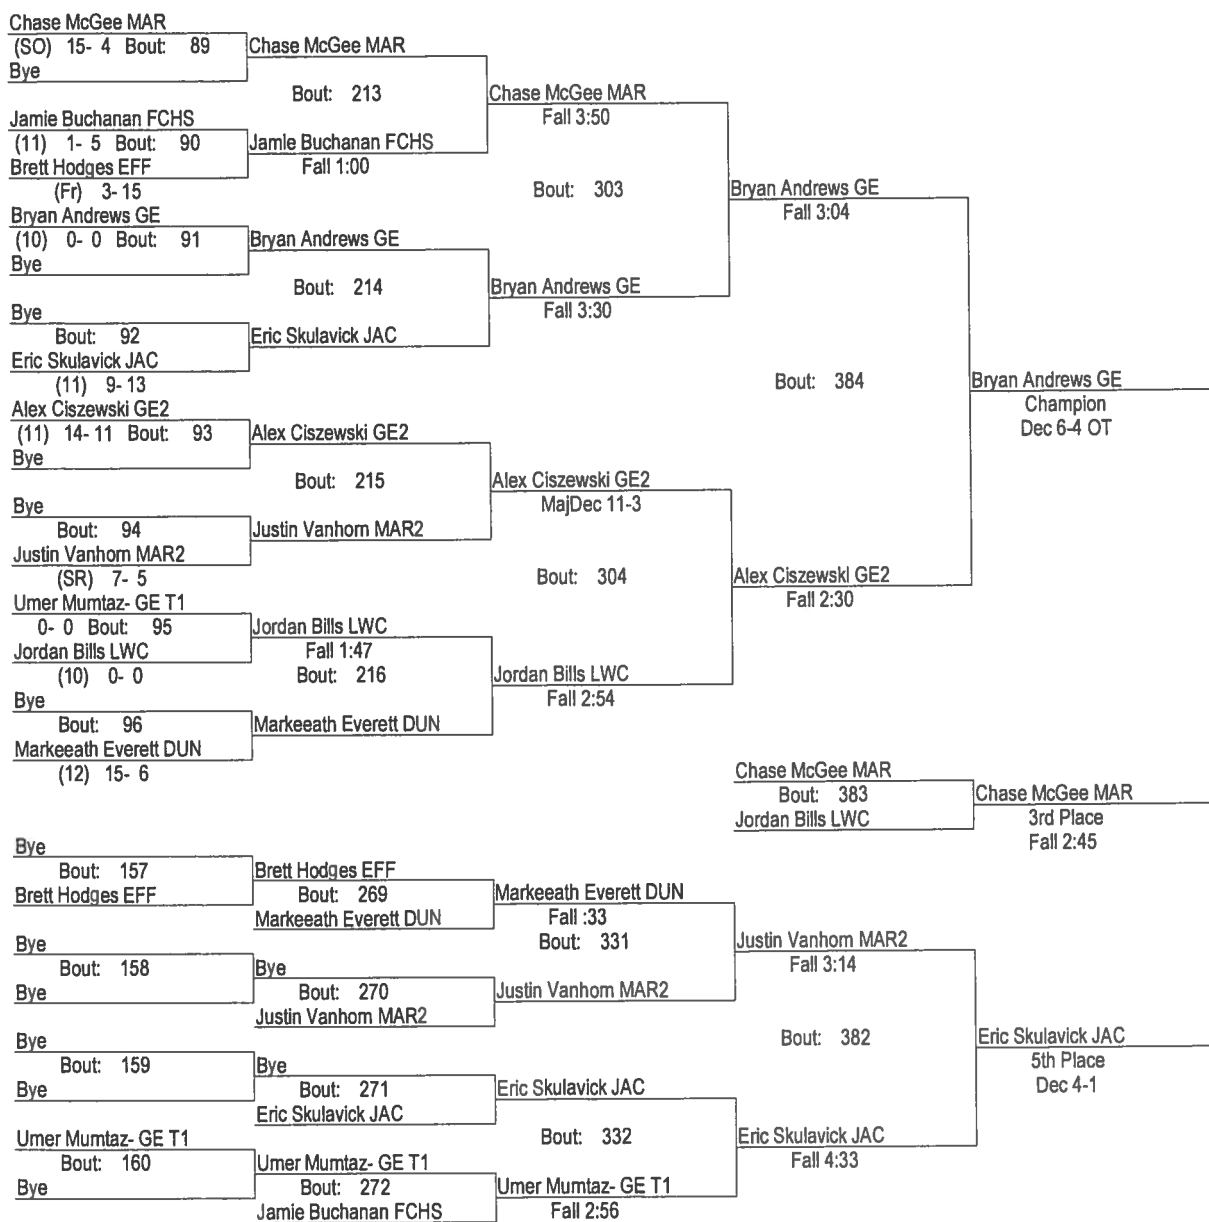 Chase McGee MAR
(SO) 15- 4 Bout: 89
Bye
Chase McGee MAR
Bout: 213
Jamie Buchanan FCHS
(11) 1- 5 Bout: 90
Brett Hodges EFF
(Fr) 3- 15
Jamie Buchanan FCHS
Fall 1:00
Chase McGee MAR
Fall 3:50
Bout: 303
Bryan Andrews GE
(10) 0- 0 Bout: 91
Bye
Bryan Andrews GE
Bout: 214
Bye
Bout: 92
Eric Skulavick JAC
(11) 9- 13
Eric Skulavick JAC
Bryan Andrews GE
Fall 3:30
Bryan Andrews GE
Fall 3:04
Bout: 384
Alex Ciszewski GE2
(11) 14- 11 Bout: 93
Bye
Alex Ciszewski GE2
Bout: 215
Bye
Bout: 94
Justin Vanhorn MAR2
(SR) 7- 5
Justin Vanhorn MAR2
Alex Ciszewski GE2
MajDec 11-3
Bout: 304
Umer Mumtaz- GE T1
0- 0 Bout: 95
Jordan Bills LWC
(10) 0- 0
Jordan Bills LWC
Fall 1:47
Bout: 216
Bye
Bout: 96
Markeeath Everett DUN
(12) 15- 6
Markeeath Everett DUN
Jordan Bills LWC
Fall 2:54
Alex Ciszewski GE2
Fall 2:30
Bryan Andrews GE
Champion
Dec 6-4 OT
Chase McGee MAR
Bout: 383
Jordan Bills LWC
Chase McGee MAR
3rd Place
Fall 2:45
Bye
Bout: 157
Brett Hodges EFF
Brett Hodges EFF
Bout: 269
Markeeath Everett DUN
Markeeath Everett DUN
Fall :33
Bout: 331
Bye
Bout: 158
Bye
Bye
Bout: 270
Justin Vanhorn MAR2
Justin Vanhorn MAR2
Justin Vanhorn MAR2
Fall 3:14
Bout: 382
Bye
Bout: 159
Bye
Bye
Bout: 271
Eric Skulavick JAC
Eric Skulavick JAC
Bout: 332
Umer Mumtaz- GE T1
Bout: 160
Bye
Umer Mumtaz- GE T1
Bout: 272
Jamie Buchanan FCHS
Umer Mumtaz- GE T1
Fall 2:56
Eric Skulavick JAC
Fall 4:33
Eric Skulavick JAC
5th Place
Dec 4-1